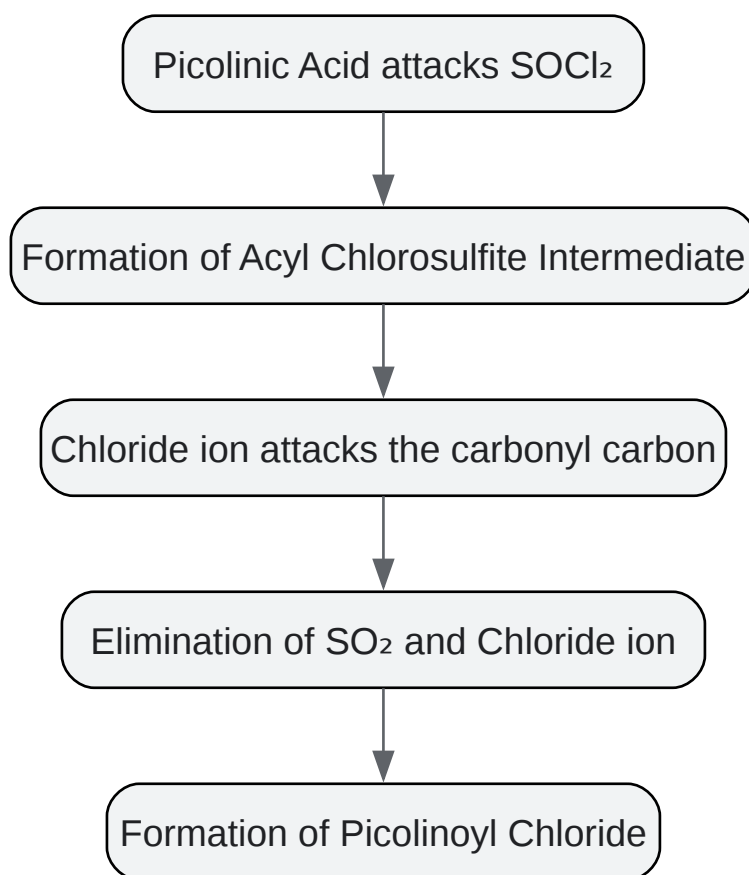 Picolinic Acid attacks SOCl₂
Formation of Acyl Chlorosulfite Intermediate
Chloride ion attacks the carbonyl carbon
Elimination of SO₂ and Chloride ion
Formation of Picolinoyl Chloride